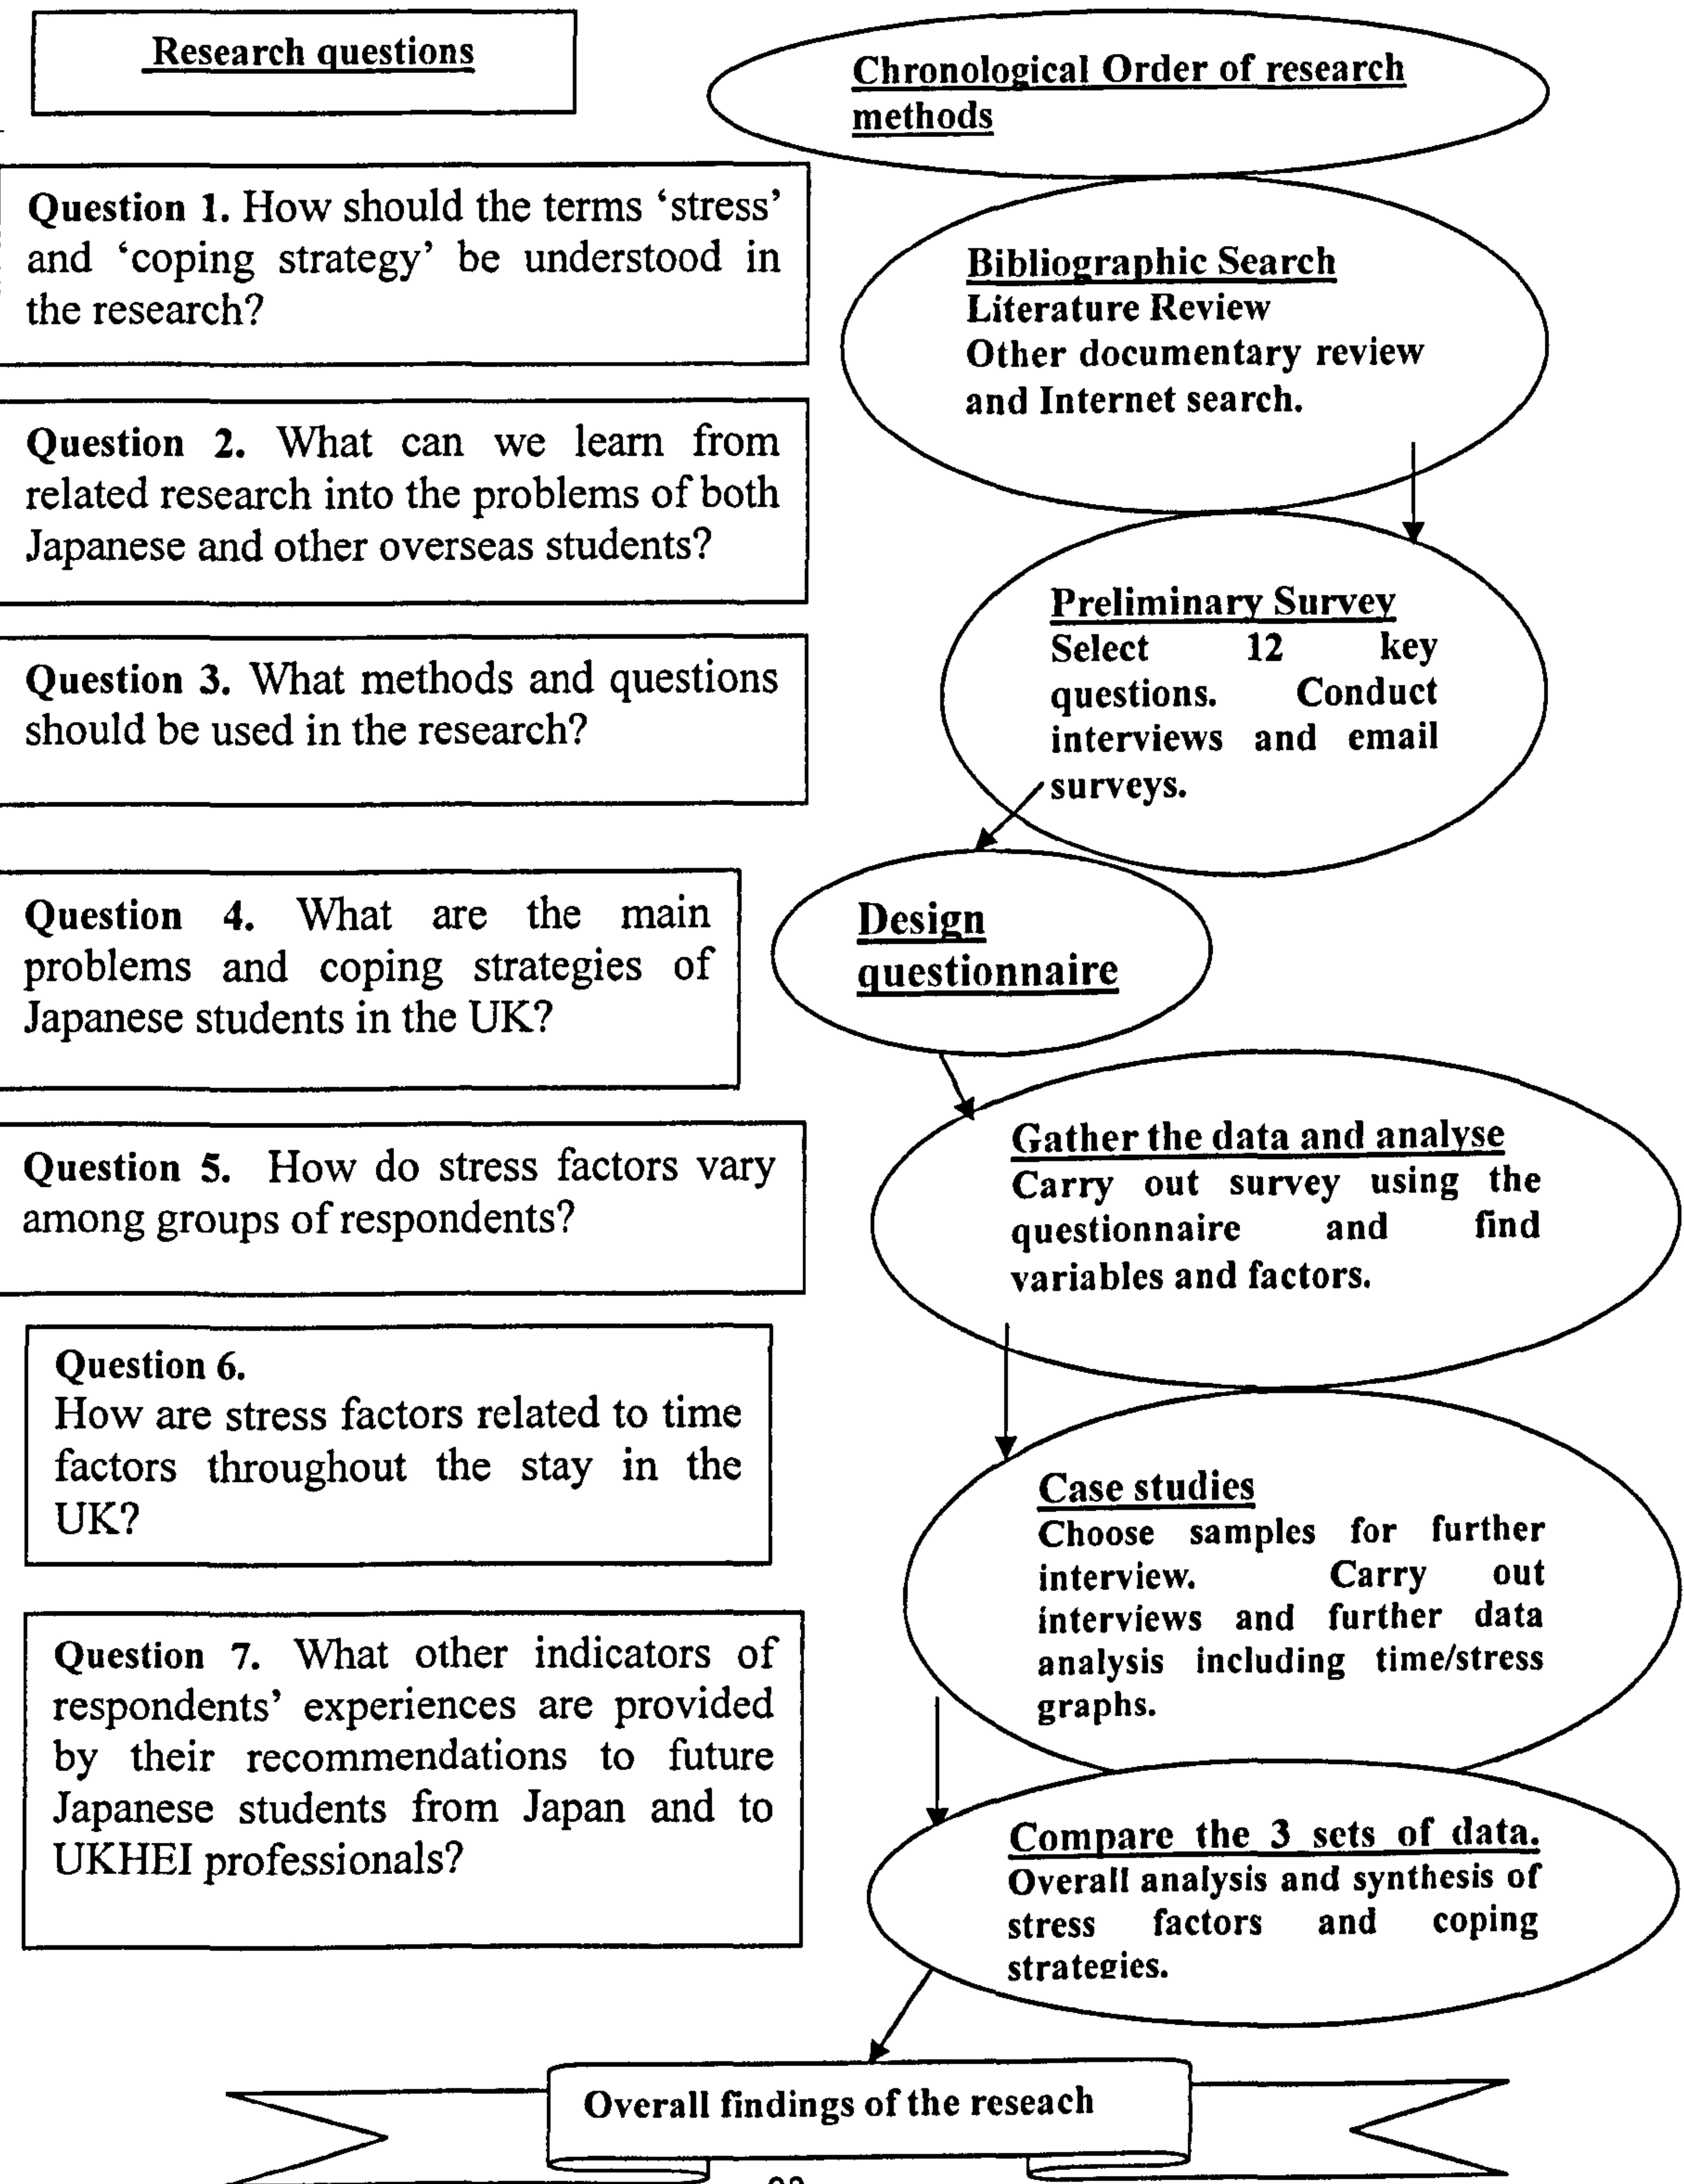 Research questions
Chronological Order of research
methods
Question 1. How should the terms ‘stress’
and ‘coping strategy’ be understood in
the research?
Bibliographic Search
Literature Review
Other documentary review
and Internet search.
Question 2. What can we learn from
related research into the problems of both
Japanese and other overseas students?
Preliminary Survey
Select 12 key
questions. Conduct
interviews and email
surveys.
Question 3. What methods and questions
should be used in the research?
Question 4. What are the main
problems and coping strategies of
Japanese students in the UK?
Design
questionnaire
Question 5. How do stress factors vary
among groups of respondents?
Gather the data and analyse
Carry out survey using the
questionnaire and find
variables and factors.
Question 6.
How are stress factors related to time
factors throughout the stay in the
UK?
Case studies
Choose samples for further
interview. Carry out
interviews and further data
analysis including time/stress
graphs.
Question 7. What other indicators of
respondents’ experiences are provided
by their recommendations to future
Japanese students from Japan and to
UKHEI professionals?
Compare the 3 sets of data.
Overall analysis and synthesis of
stress factors and coping
strategies.
Overall findings of the reseach